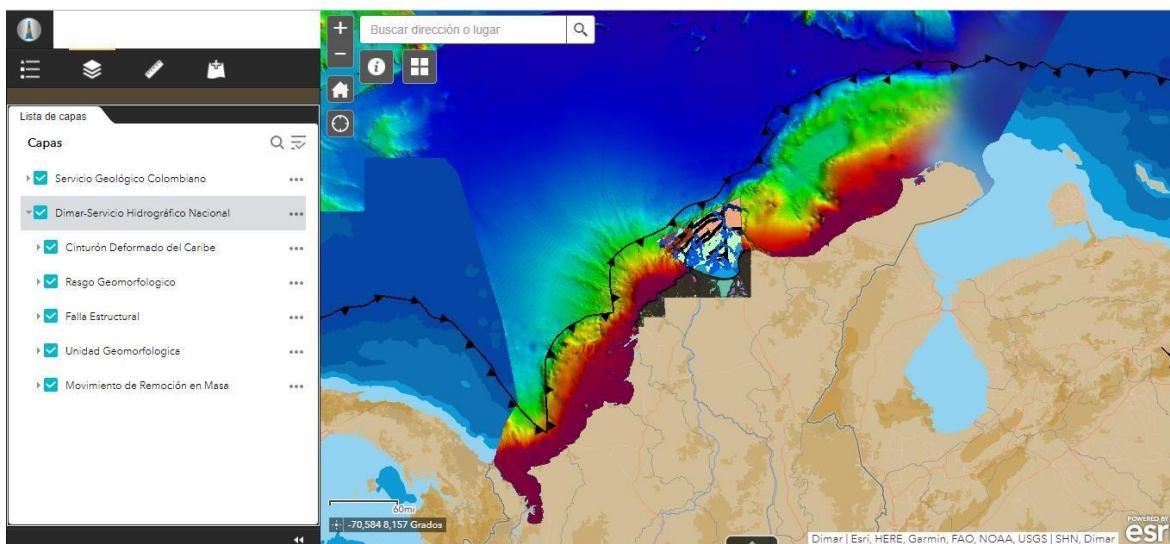 Buscar dirección o lugar
Lista de capas
Capas
Servicio Geológico Colombiano
Dimar-Servicio Hidrográfico Nacional
Cinturón Deformado del Caribe
Rasgo Geomorfologico
Falla Estructural
Unidad Geomorfologica
Movimiento de Remoción en Masa
60mi
-70,584 8,157 Grados
Dimar | Esri, HERE, Garmin, FAO, NOAA, USGS | SHN, Dimar
POWERED BY
esri